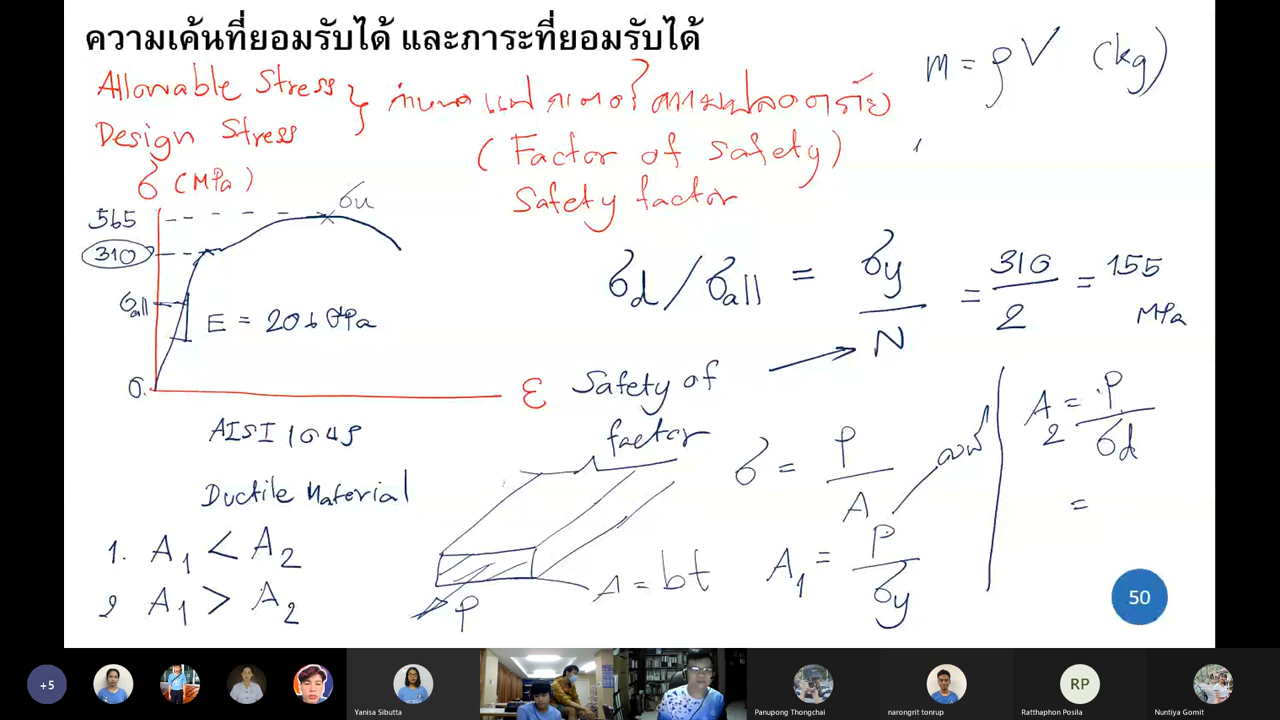 ความเค้นที่ยอมรับได้ และภาระที่ยอมรับได้
m = ρV (kg)
Allowable Stress
Design Stress
กำหนดแฟคเตอร์ความปลอดภัย
(Factor of safety)
Safety factor
σ (MPa)
565
σu
310
σall
E = 206 GPa
0
ε
AISI 1045
Ductile Material
σd / σall = σy / N = 310 / 2 = 155 MPa
Safety of factor
σ = P / A
A2 = P / σd
=
1. A1 < A2
2 A1 > A2
P
A = bt
A1 = P / σy
50
+5
Yanisa Sibutta
Panupong Thongchai
narongrit tonrup
RP
Ratthaphon Posila
Nuntiya Gomit